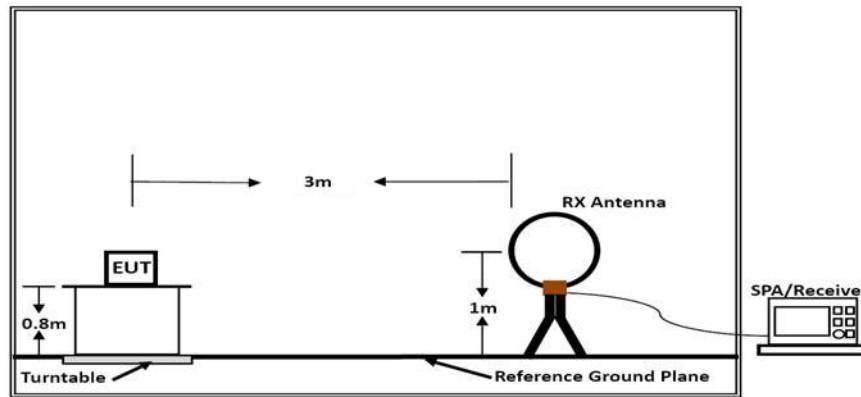 3m
RX Antenna
EUT
SPA/Receive
0.8m
1m
Turntable
Reference Ground Plane